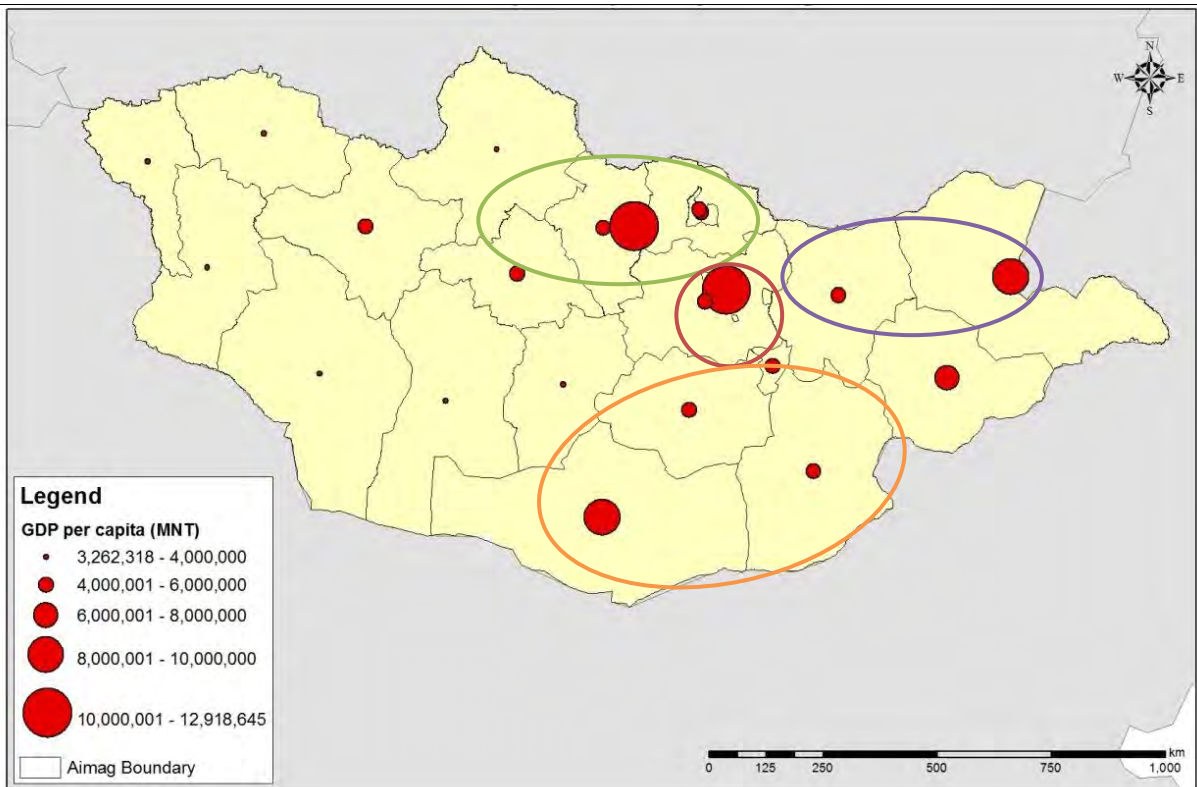 N
W E
S
Legend
GDP per capita (MNT)
3,262,318 - 4,000,000
4,000,001 - 6,000,000
6,000,001 - 8,000,000
8,000,001 - 10,000,000
10,000,001 - 12,918,645
Aimag Boundary
km
0 125 250 500 750 1,000